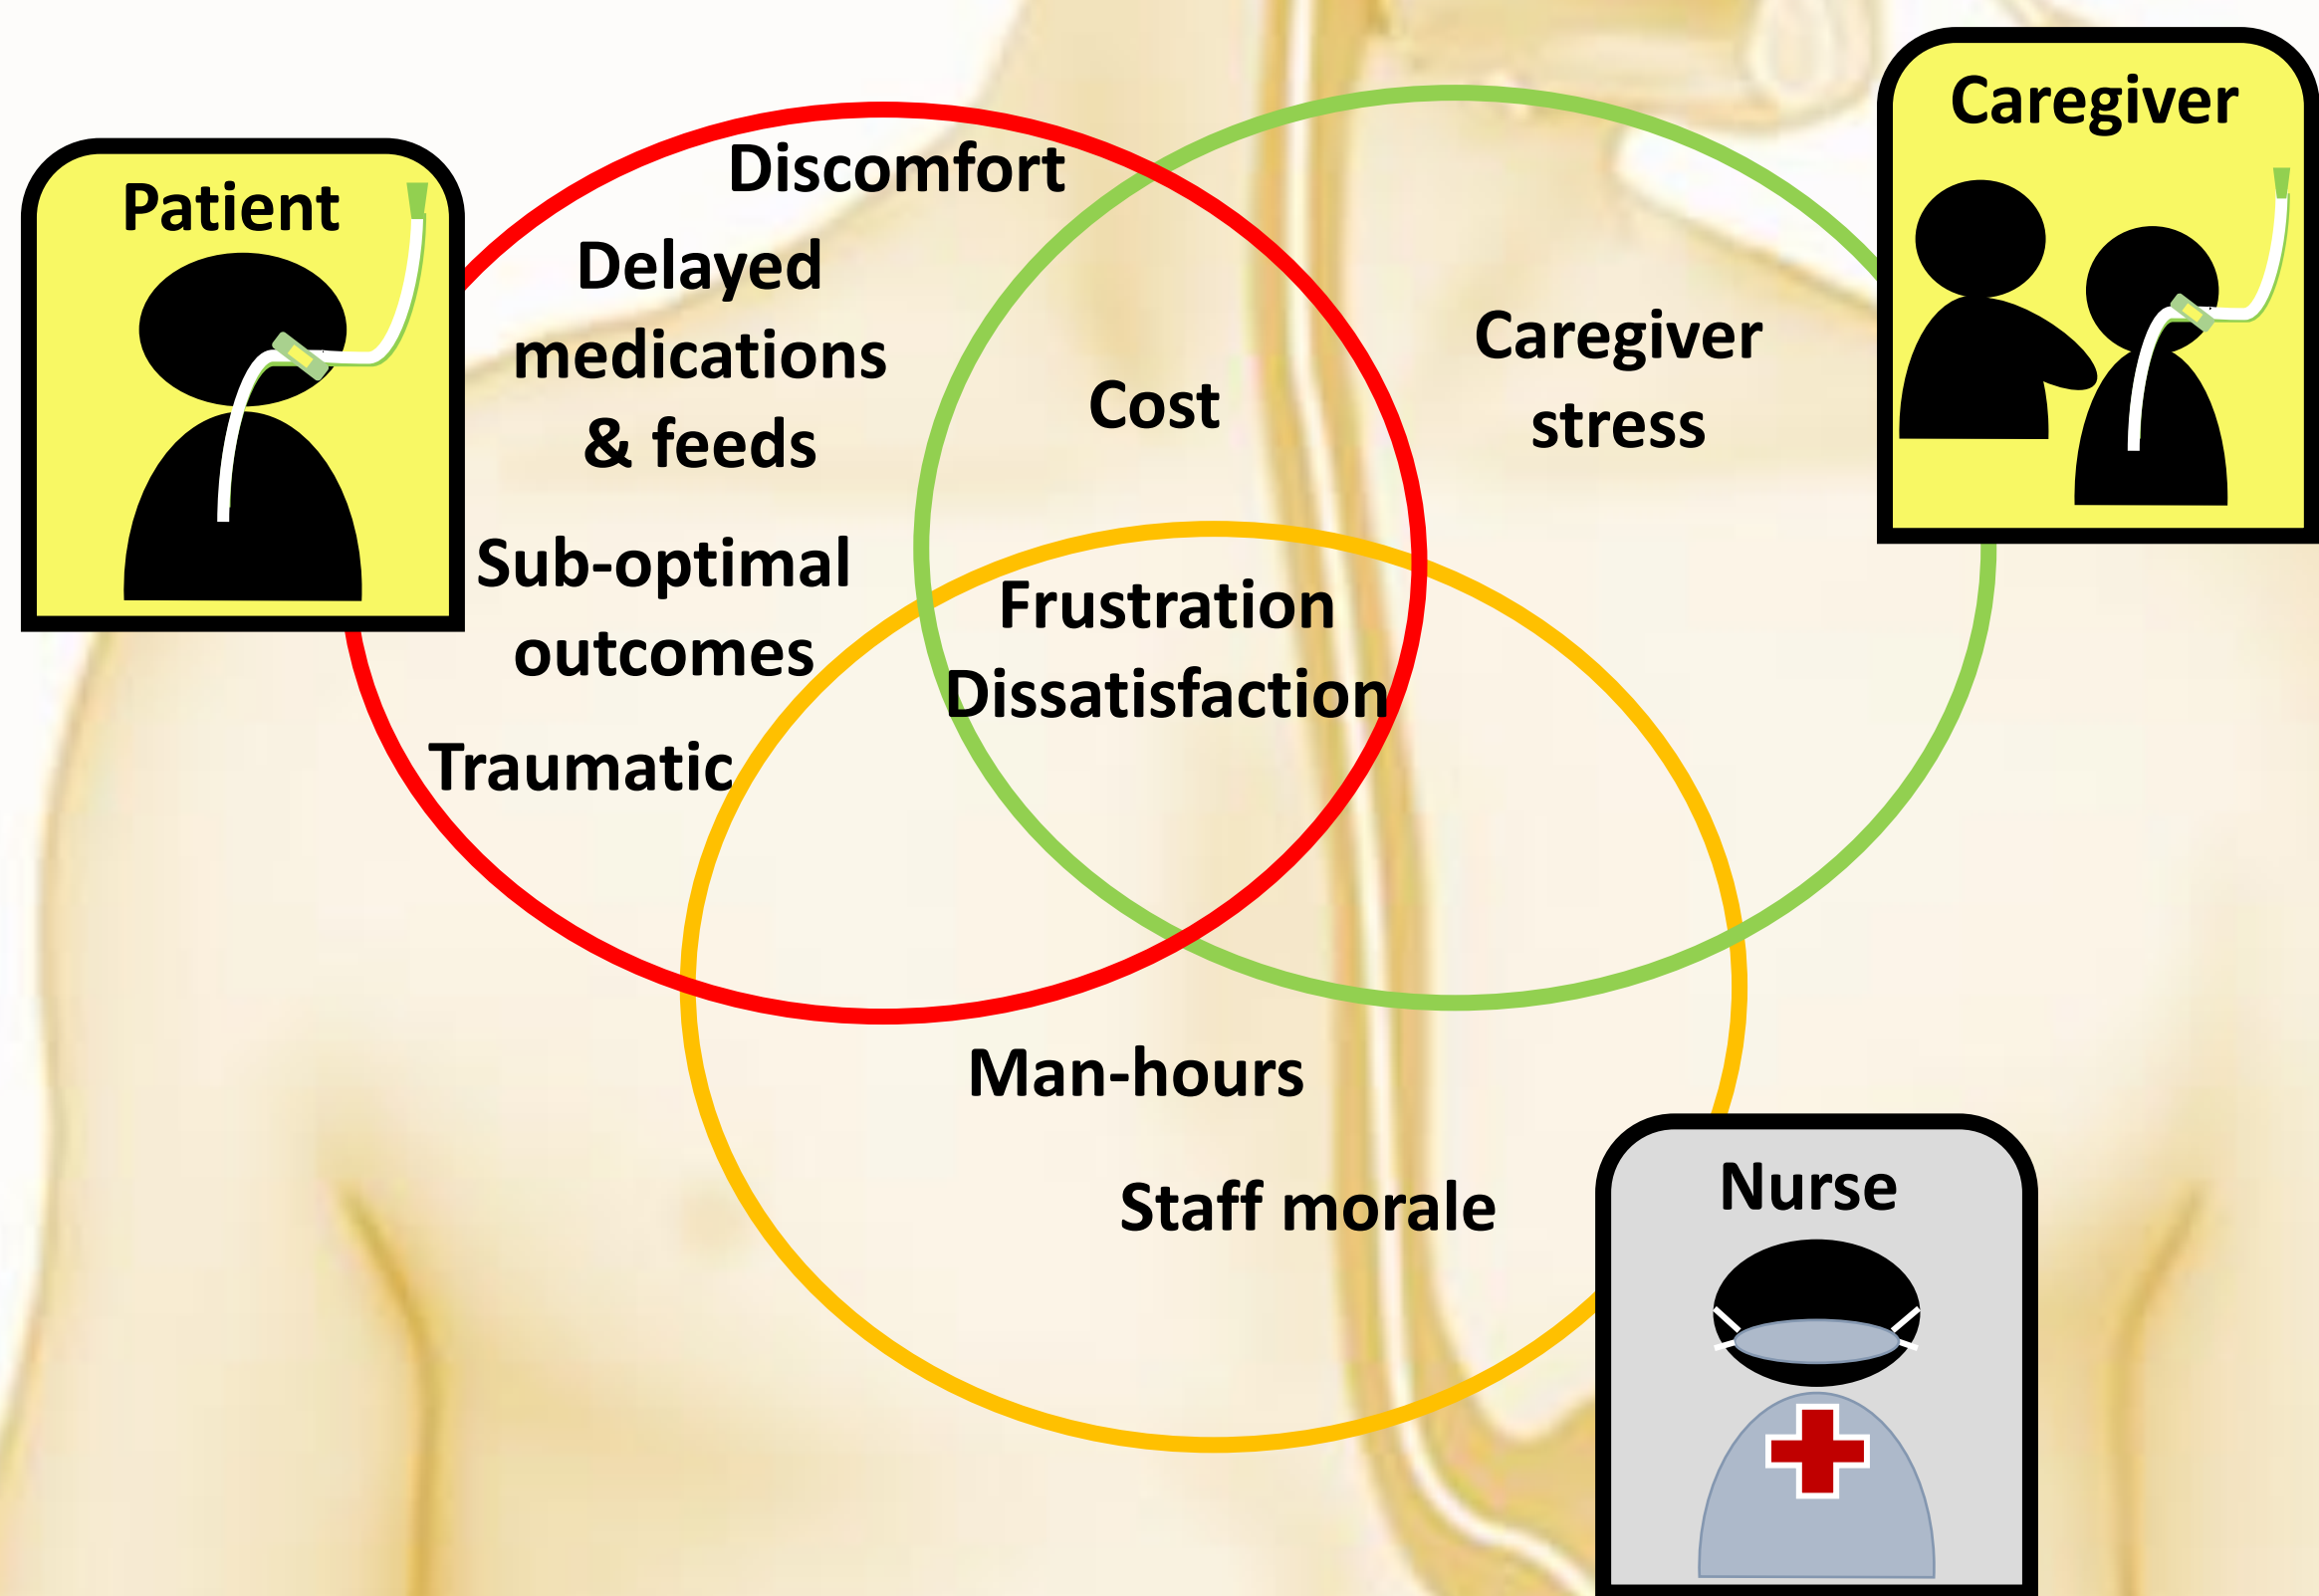 Patient
Discomfort
Delayed
medications
& feeds
Sub-optimal
outcomes
Traumatic
Cost
Frustration
Dissatisfaction
Caregiver
Caregiver
stress
Man-hours
Staff morale
Nurse